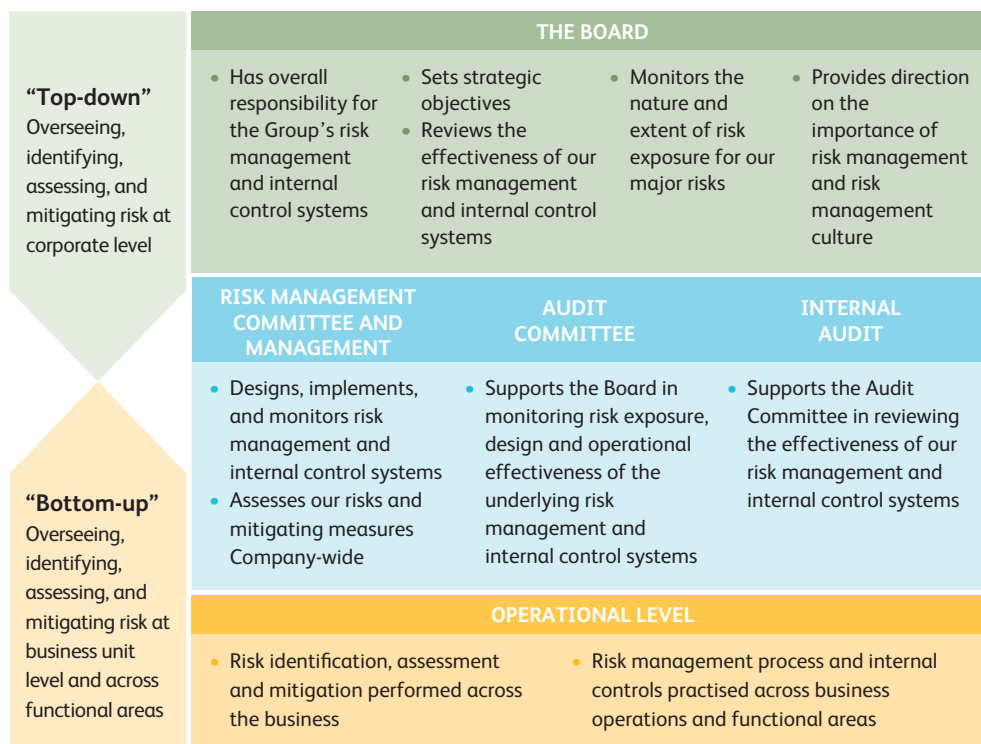 “Top-down”
Overseeing,
identifying,
assessing, and
mitigating risk at
corporate level
THE BOARD
• Has overall
responsibility for
the Group’s risk
management
and internal
control systems
• Sets strategic
objectives
• Reviews the
effectiveness of our
risk management
and internal control
systems
• Monitors the
nature and
extent of risk
exposure for our
major risks
• Provides direction
on the
importance of
risk management
and risk
management
culture
RISK MANAGEMENT
COMMITTEE AND
MANAGEMENT
• Designs, implements,
and monitors risk
management and
internal control systems
• Assesses our risks and
mitigating measures
Company-wide
AUDIT
COMMITTEE
• Supports the Board in
monitoring risk exposure,
design and operational
effectiveness of the
underlying risk
management and
internal control systems
INTERNAL
AUDIT
• Supports the Audit
Committee in reviewing
the effectiveness of our
risk management and
internal control systems
“Bottom-up”
Overseeing,
identifying,
assessing, and
mitigating risk at
business unit
level and across
functional areas
OPERATIONAL LEVEL
• Risk identification, assessment
and mitigation performed across
the business
• Risk management process and internal
controls practised across business
operations and functional areas